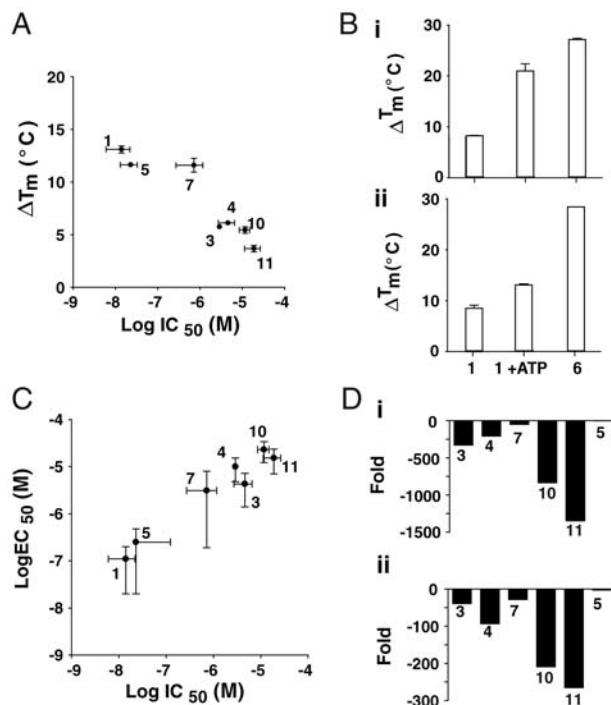 A
ΔTm (°C)
20
15
10
5
0
1
5
7
4
3
10
11
-9 -8 -7 -6 -5 -4
Log IC 50 (M)
B
i
ΔTm (°C)
30
20
10
0
ii
ΔTm (°C)
30
20
10
0
1 1 +ATP 6
C
LogEC 50 (M)
-4
-5
-6
-7
-8
-9
1
5
7
4
10
3
11
-9 -8 -7 -6 -5 -4
Log IC 50 (M)
D
i
Fold
0
-500
-1000
-1500
3 4 7 10 11 5
ii
Fold
0
-100
-200
-300
3 4 7 10 11 5